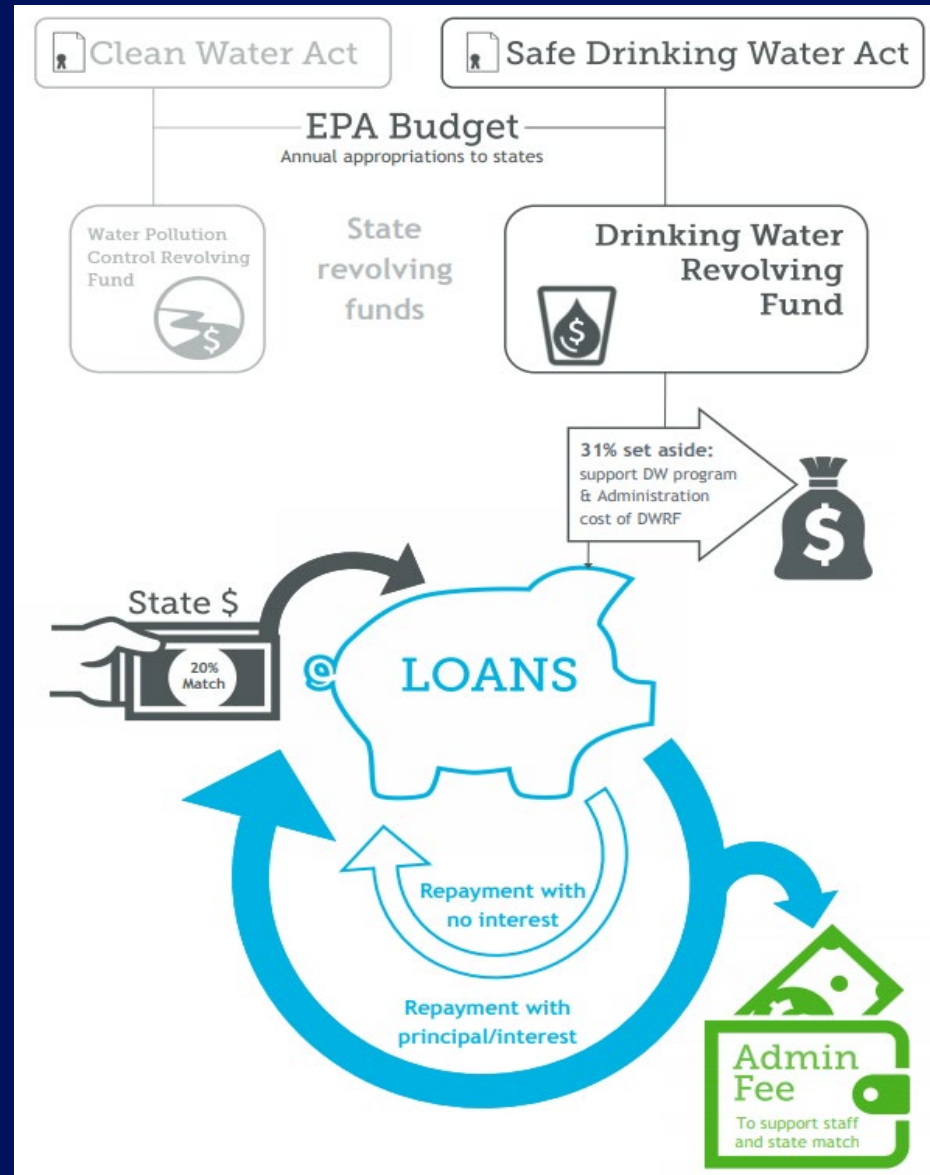 Clean Water Act
Safe Drinking Water Act
EPA Budget
Annual appropriations to states
Water Pollution
Control Revolving
Fund
$
State
revolving
funds
Drinking Water
Revolving
Fund
$
31% set aside:
support DW program
& Administration
cost of DWRF
$
State $
20%
Match
LOANS
Repayment with
no interest
Repayment with
principal/interest
Admin
Fee
To support staff
and state match